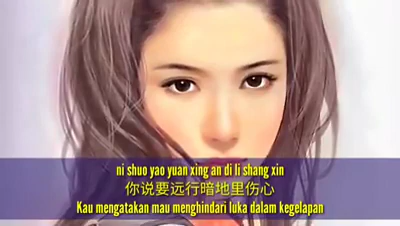 ni shuo yao yuan xing an di li shang xin
你说要远行暗地里伤心
Kau mengatakan mau menghindari luka dalam kegelapan